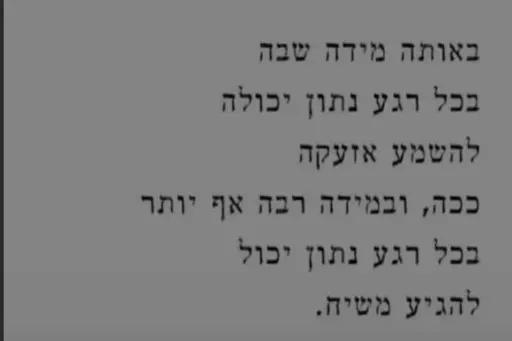 באותה מידה שבה
בכל רגע נתון יכולה
להשמע אזעקה
ככה, ובמידה רבה אף יותר
בכל רגע נתון יכול
להגיע משיח.